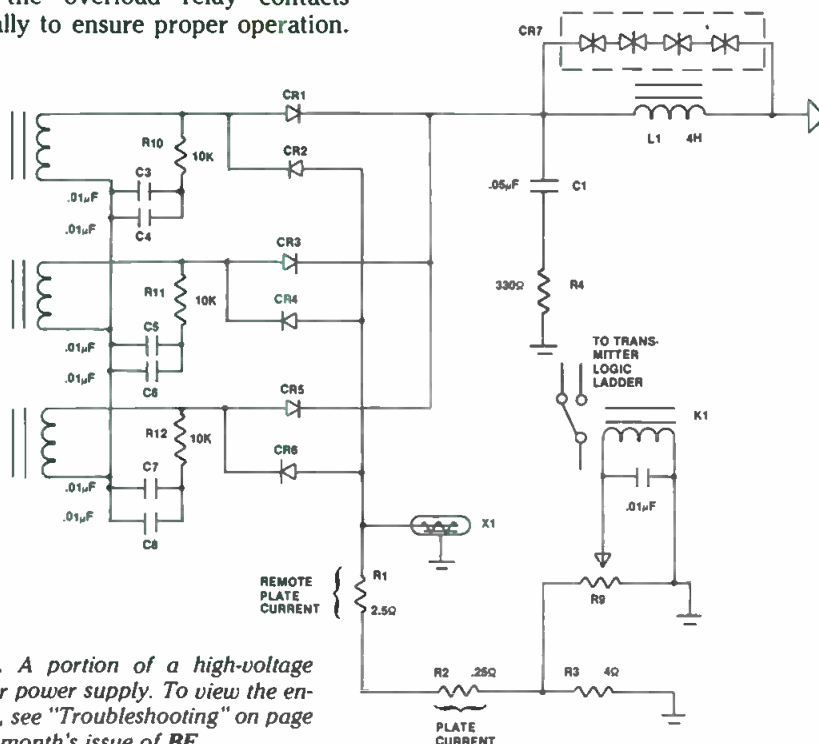 the overload relay contacts
ally to ensure proper operation.
CR7
CR1
L1 4H
R10
10K
CR2
C3
.01µF
.05µF C1
.01µF
C4
CR3
R11
10K
CR4
330Ω R4
C5
.01µF
.01µF
C6
TO TRANS-
MITTER
LOGIC
LADDER
CR5
K1
R12
10K
CR6
C7
.01µF
.01µF
.01µF
C8
X1
REMOTE
PLATE
CURRENT
R1
2.5Ω
R9
. A portion of a high-voltage
r power supply. To view the en-
, see "Troubleshooting" on page
month's issue of BE.
R2 .25Ω
R3 4Ω
PLATE
CURRENT